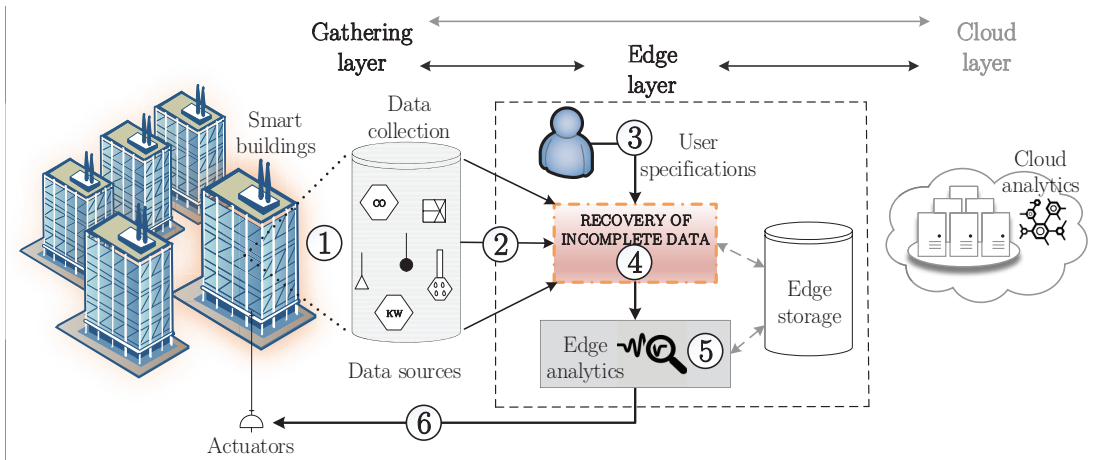 Gathering
layer
Edge
layer
Cloud
layer
Smart
buildings
Data
collection
3
User
specifications
Cloud
analytics
∞
1
2
RECOVERY OF
INCOMPLETE DATA
4
KW
Edge
storage
Edge
analytics
5
Data sources
6
Actuators